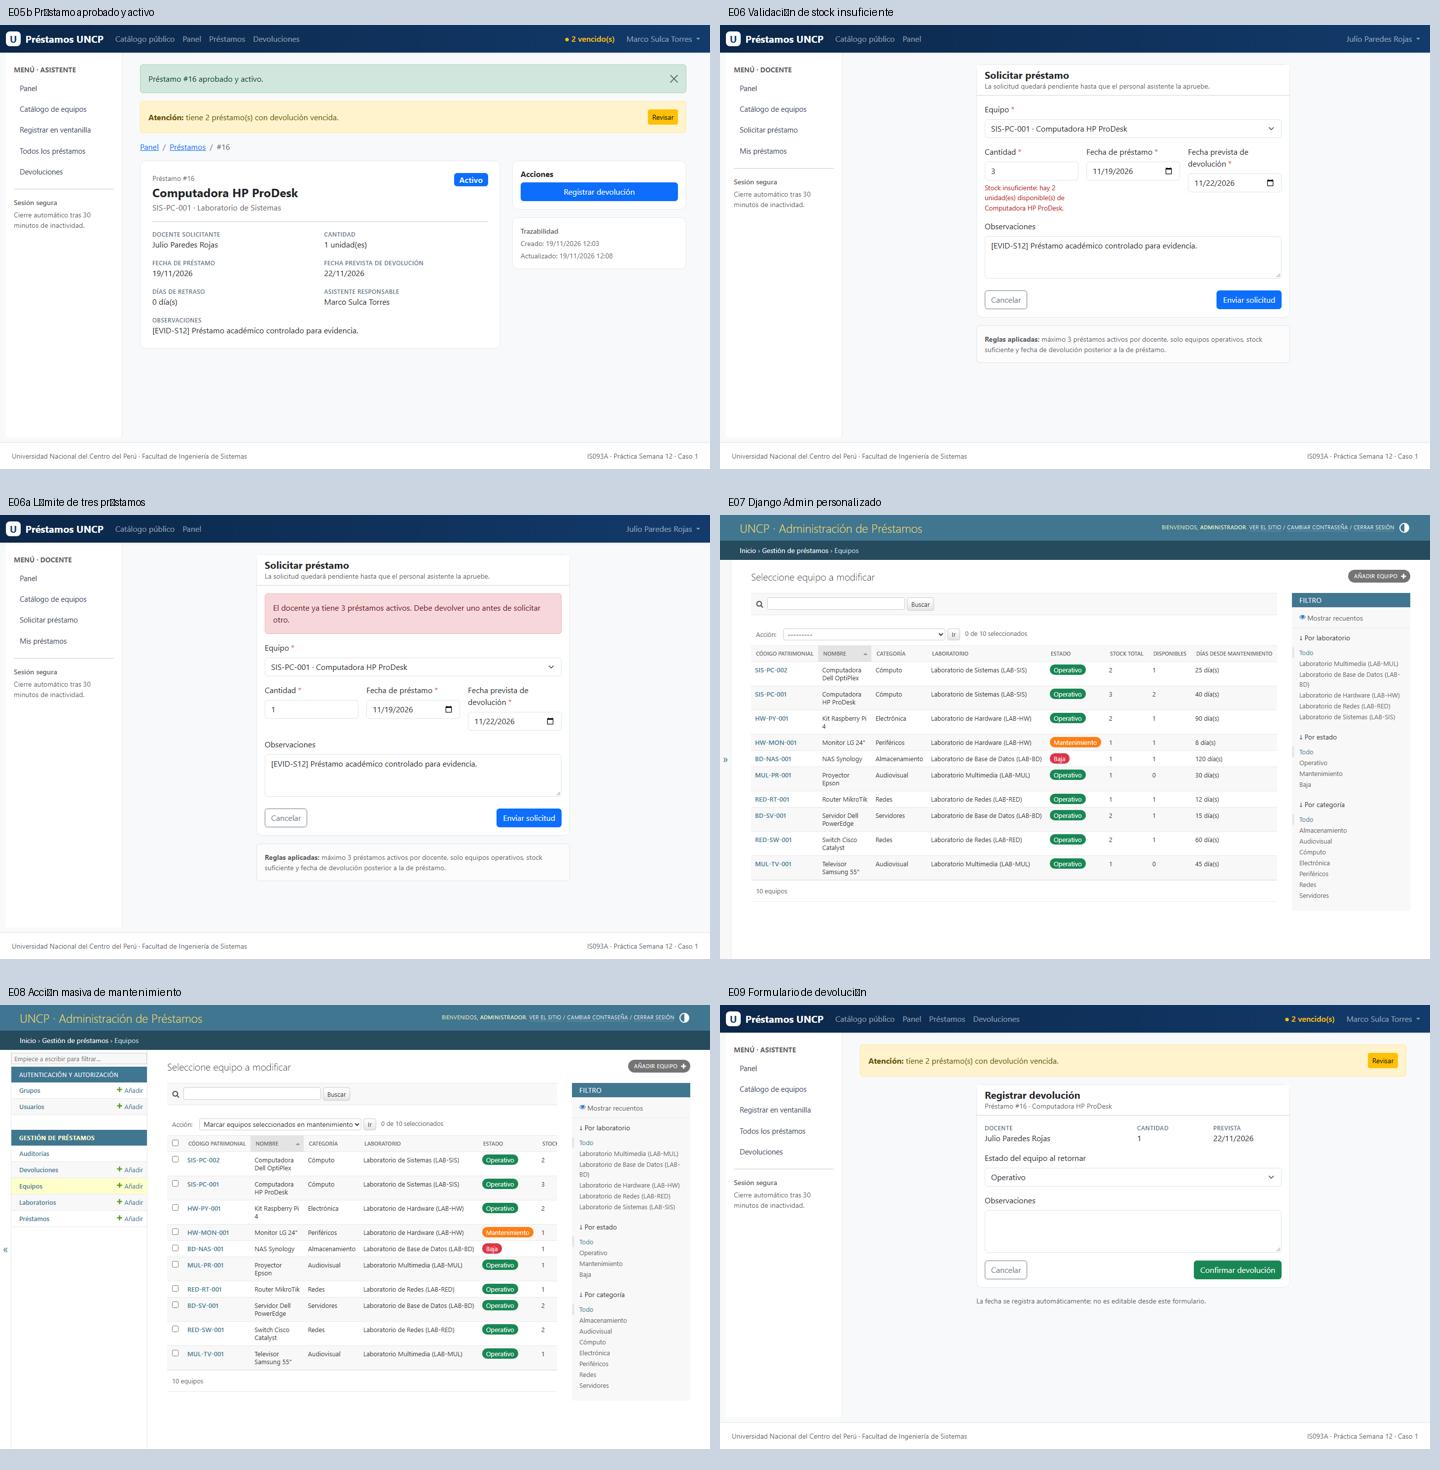 E05b Pr stamo aprobado y activo
U Préstamos UNCP Catálogo público Panel Préstamos Devoluciones ● 2 vencido(s) Marco Sulca Torres
MENÚ · ASISTENTE
Panel
Catálogo de equipos
Registrar en ventanilla
Todos los préstamos
Devoluciones
Sesión segura
Cierre automático tras 30
minutos de inactividad.
Préstamo #16 aprobado y activo.
Atención: tiene 2 préstamo(s) con devolución vencida. Revisar
Panel / Préstamos / #16
Préstamo #16
Computadora HP ProDesk Activo
SIS-PC-001 · Laboratorio de Sistemas
DOCENTE SOLICITANTE CANTIDAD
Julio Paredes Rojas 1 unidad(es)
FECHA DE PRÉSTAMO FECHA PREVISTA DE DEVOLUCIÓN
19/11/2026 22/11/2026
DÍAS DE RETRASO ASISTENTE RESPONSABLE
0 día(s) Marco Sulca Torres
OBSERVACIONES
[EVID-S12] Préstamo académico controlado para evidencia.
Acciones
Registrar devolución
Trazabilidad
Creado: 19/11/2026 12:03
Actualizado: 19/11/2026 12:08
Universidad Nacional del Centro del Perú · Facultad de Ingeniería de Sistemas IS093A · Práctica Semana 12 · Caso 1
E06 Validaci n de stock insuficiente
U Préstamos UNCP Catálogo público Panel Julio Paredes Rojas
MENÚ · DOCENTE
Panel
Catálogo de equipos
Solicitar préstamo
Mis préstamos
Sesión segura
Cierre automático tras 30
minutos de inactividad.
Solicitar préstamo
La solicitud quedará pendiente hasta que el personal asistente la apruebe.
Equipo *
SIS-PC-001 · Computadora HP ProDesk
Cantidad * Fecha de préstamo * Fecha prevista de
devolución *
3 11/19/2026 11/22/2026
Stock insuficiente: hay 2
unidad(es) disponible(s) de
Computadora HP ProDesk.
Observaciones
[EVID-S12] Préstamo académico controlado para evidencia.
Cancelar Enviar solicitud
Reglas aplicadas: máximo 3 préstamos activos por docente, solo equipos operativos, stock
suficiente y fecha de devolución posterior a la de préstamo.
Universidad Nacional del Centro del Perú · Facultad de Ingeniería de Sistemas IS093A · Práctica Semana 12 · Caso 1
E06a L mite de tres pr stamos
U Préstamos UNCP Catálogo público Panel Julio Paredes Rojas
MENÚ · DOCENTE
Panel
Catálogo de equipos
Solicitar préstamo
Mis préstamos
Sesión segura
Cierre automático tras 30
minutos de inactividad.
Solicitar préstamo
La solicitud quedará pendiente hasta que el personal asistente la apruebe.
El docente ya tiene 3 préstamos activos. Debe devolver uno antes de solicitar
otro.
Equipo *
SIS-PC-001 · Computadora HP ProDesk
Cantidad * Fecha de préstamo * Fecha prevista de
devolución *
1 11/19/2026 11/22/2026
Observaciones
[EVID-S12] Préstamo académico controlado para evidencia.
Cancelar Enviar solicitud
Reglas aplicadas: máximo 3 préstamos activos por docente, solo equipos operativos, stock
suficiente y fecha de devolución posterior a la de préstamo.
Universidad Nacional del Centro del Perú · Facultad de Ingeniería de Sistemas IS093A · Práctica Semana 12 · Caso 1
E07 Django Admin personalizado
UNCP · Administración de Préstamos BIENVENIDOS, ADMINISTRADOR. VER EL SITIO / CAMBIAR CONTRASEÑA / CERRAR SESIÓN
Inicio › Gestión de préstamos › Equipos
»
Seleccione equipo a modificar AÑADIR EQUIPO +
Buscar
Acción: --------- Ir 0 de 10 seleccionados
CÓDIGO PATRIMONIAL NOMBRE CATEGORÍA LABORATORIO ESTADO STOCK TOTAL DISPONIBLES DÍAS DESDE MANTENIMIENTO
SIS-PC-002 Computadora Dell OptiPlex Cómputo Laboratorio de Sistemas (LAB-SIS) Operativo 2 1 25 día(s)
SIS-PC-001 Computadora HP ProDesk Cómputo Laboratorio de Sistemas (LAB-SIS) Operativo 3 2 40 día(s)
HW-PY-001 Kit Raspberry Pi 4 Electrónica Laboratorio de Hardware (LAB-HW) Operativo 2 1 90 día(s)
HW-MON-001 Monitor LG 24" Periféricos Laboratorio de Hardware (LAB-HW) Mantenimiento 1 1 8 día(s)
BD-NAS-001 NAS Synology Almacenamiento Laboratorio de Base de Datos (LAB-BD) Baja 1 1 120 día(s)
MUL-PR-001 Proyector Epson Audiovisual Laboratorio Multimedia (LAB-MUL) Operativo 1 0 30 día(s)
RED-RT-001 Router MikroTik Redes Laboratorio de Redes (LAB-RED) Operativo 1 1 12 día(s)
BD-SV-001 Servidor Dell PowerEdge Servidores Laboratorio de Base de Datos (LAB-BD) Operativo 2 1 15 día(s)
RED-SW-001 Switch Cisco Catalyst Redes Laboratorio de Redes (LAB-RED) Operativo 2 1 60 día(s)
MUL-TV-001 Televisor Samsung 55" Audiovisual Laboratorio Multimedia (LAB-MUL) Operativo 1 0 45 día(s)
10 equipos
FILTRO
Mostrar recuentos
↓ Por laboratorio
Todo
Laboratorio Multimedia (LAB-MUL)
Laboratorio de Base de Datos (LAB-
BD)
Laboratorio de Hardware (LAB-HW)
Laboratorio de Redes (LAB-RED)
Laboratorio de Sistemas (LAB-SIS)
↓ Por estado
Todo
Operativo
Mantenimiento
Baja
↓ Por categoría
Todo
Almacenamiento
Audiovisual
Cómputo
Electrónica
Periféricos
Redes
Servidores
E08 Acci n masiva de mantenimiento
UNCP · Administración de Préstamos BIENVENIDOS, ADMINISTRADOR. VER EL SITIO / CAMBIAR CONTRASEÑA / CERRAR SESIÓN
Inicio › Gestión de préstamos › Equipos
Empiece a escribir para filtrar...
AUTENTICACIÓN Y AUTORIZACIÓN
Grupos + Añadir
Usuarios + Añadir
GESTIÓN DE PRÉSTAMOS
Auditorías
Devoluciones + Añadir
Equipos + Añadir
Laboratorios + Añadir
Préstamos + Añadir
«
Seleccione equipo a modificar AÑADIR EQUIPO +
Buscar
Acción: Marcar equipos seleccionados en mantenimiento Ir 0 de 10 seleccionados
CÓDIGO PATRIMONIAL NOMBRE CATEGORÍA LABORATORIO ESTADO STOCK
SIS-PC-002 Computadora Dell OptiPlex Cómputo Laboratorio de Sistemas (LAB-SIS) Operativo 2
SIS-PC-001 Computadora HP ProDesk Cómputo Laboratorio de Sistemas (LAB-SIS) Operativo 3
HW-PY-001 Kit Raspberry Pi 4 Electrónica Laboratorio de Hardware (LAB-HW) Operativo 2
HW-MON-001 Monitor LG 24" Periféricos Laboratorio de Hardware (LAB-HW) Mantenimiento 1
BD-NAS-001 NAS Synology Almacenamiento Laboratorio de Base de Datos (LAB-BD) Baja 1
MUL-PR-001 Proyector Epson Audiovisual Laboratorio Multimedia (LAB-MUL) Operativo 1
RED-RT-001 Router MikroTik Redes Laboratorio de Redes (LAB-RED) Operativo 1
BD-SV-001 Servidor Dell PowerEdge Servidores Laboratorio de Base de Datos (LAB-BD) Operativo 2
RED-SW-001 Switch Cisco Catalyst Redes Laboratorio de Redes (LAB-RED) Operativo 2
MUL-TV-001 Televisor Samsung 55" Audiovisual Laboratorio Multimedia (LAB-MUL) Operativo 1
10 equipos
FILTRO
Mostrar recuentos
↓ Por laboratorio
Todo
Laboratorio Multimedia (LAB-MUL)
Laboratorio de Base de Datos (LAB-
BD)
Laboratorio de Hardware (LAB-HW)
Laboratorio de Redes (LAB-RED)
Laboratorio de Sistemas (LAB-SIS)
↓ Por estado
Todo
Operativo
Mantenimiento
Baja
↓ Por categoría
Todo
Almacenamiento
Audiovisual
Cómputo
Electrónica
Periféricos
Redes
Servidores
E09 Formulario de devoluci n
U Préstamos UNCP Catálogo público Panel Préstamos Devoluciones ● 2 vencido(s) Marco Sulca Torres
MENÚ · ASISTENTE
Panel
Catálogo de equipos
Registrar en ventanilla
Todos los préstamos
Devoluciones
Sesión segura
Cierre automático tras 30
minutos de inactividad.
Atención: tiene 2 préstamo(s) con devolución vencida. Revisar
Registrar devolución
Préstamo #16 · Computadora HP ProDesk
DOCENTE CANTIDAD PREVISTA
Julio Paredes Rojas 1 22/11/2026
Estado del equipo al retornar
Operativo
Observaciones
Cancelar Confirmar devolución
La fecha se registra automáticamente; no es editable desde este formulario.
Universidad Nacional del Centro del Perú · Facultad de Ingeniería de Sistemas IS093A · Práctica Semana 12 · Caso 1